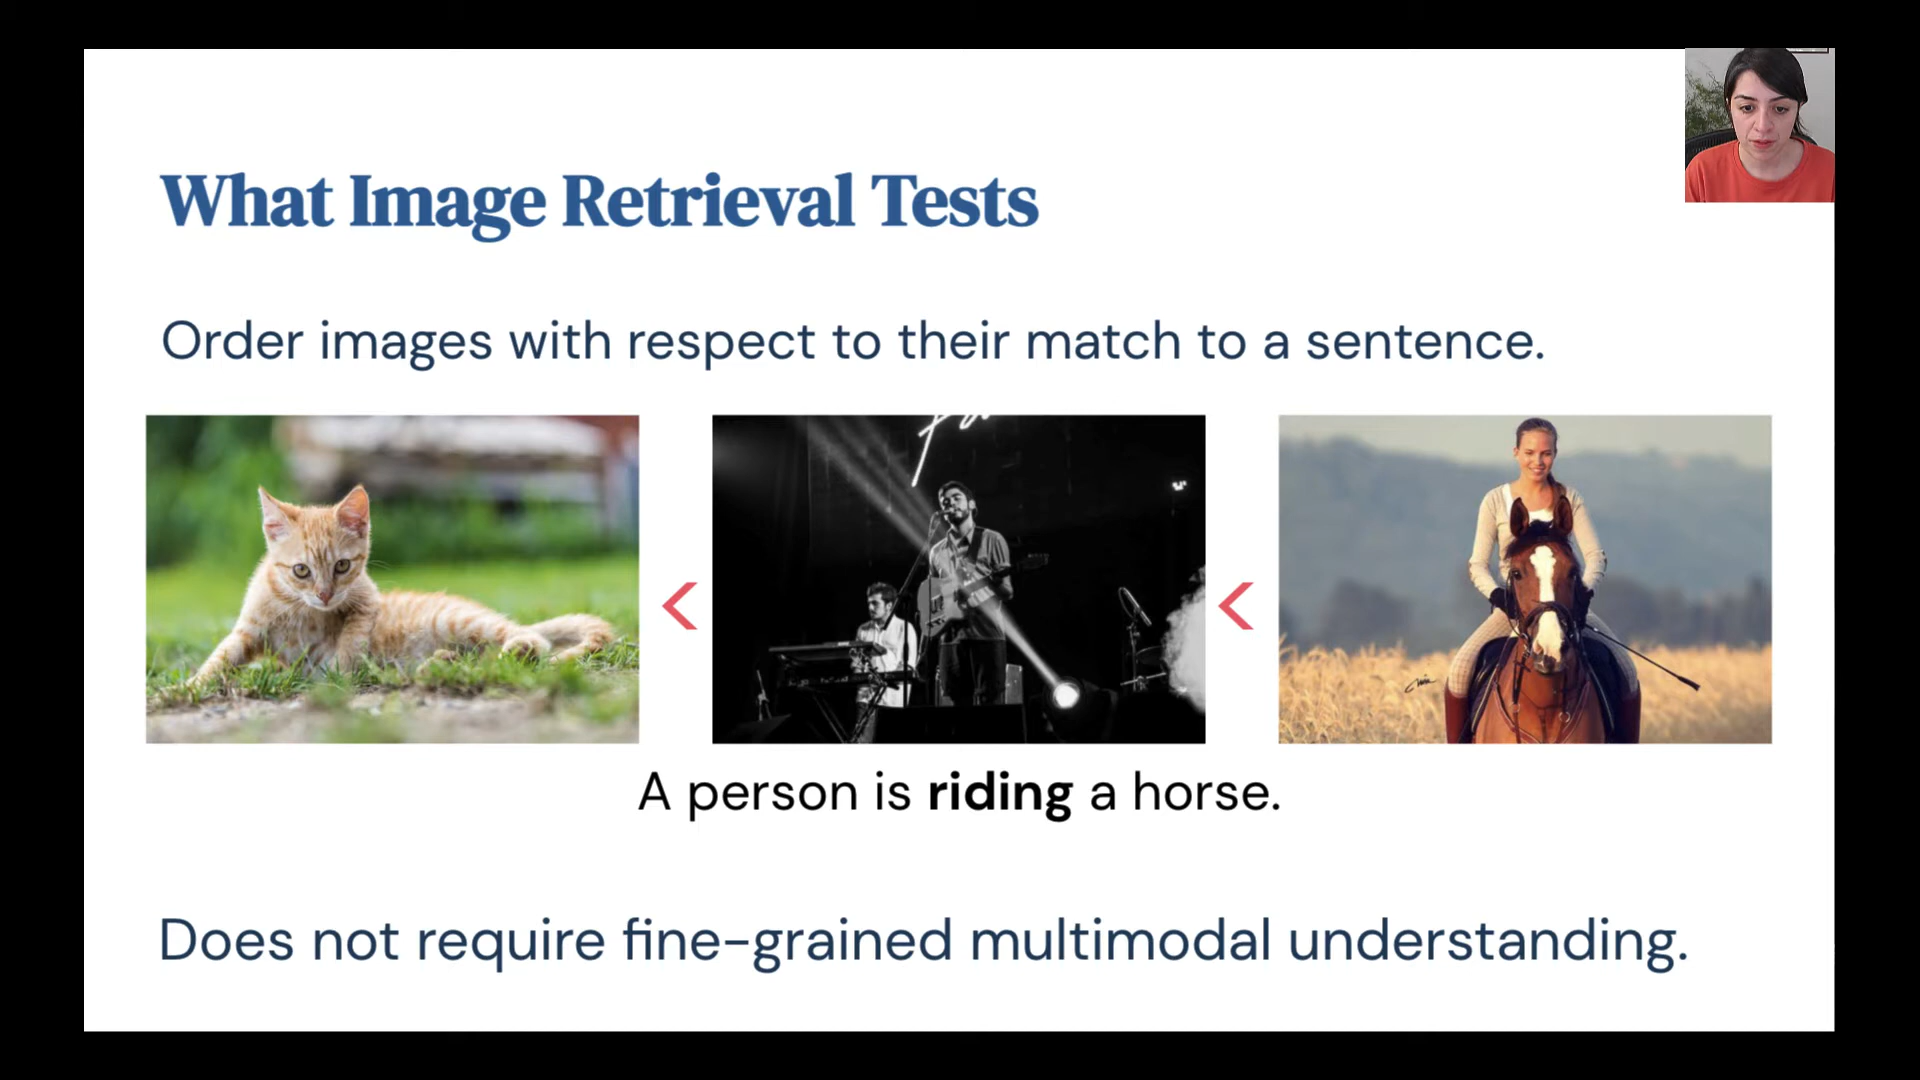 What Image Retrieval Tests
Order images with respect to their match to a sentence.
<
<
A person is riding a horse.
Does not require fine-grained multimodal understanding.